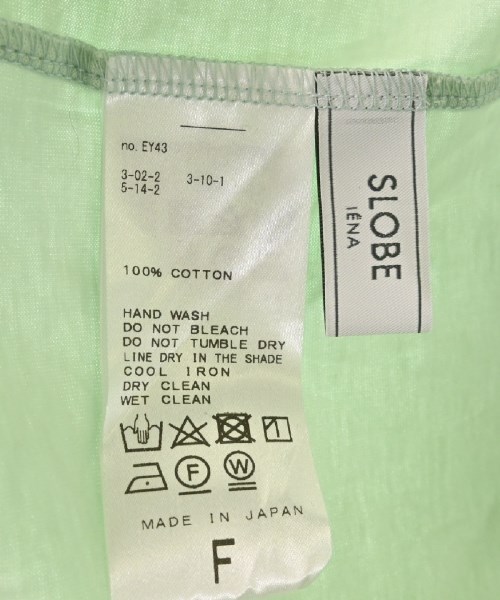 no. EY43
3-02-2 3-10-1
5-14-2
100% COTTON
HAND WASH
DO NOT BLEACH
DO NOT TUMBLE DRY
LINE DRY IN THE SHADE
COOL IRON
DRY CLEAN
WET CLEAN
F W
MADE IN JAPAN
F
SLOBE
IÉNA